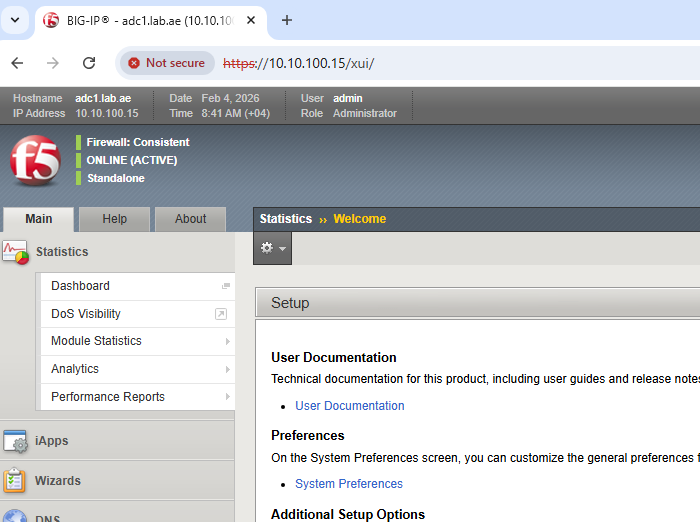 BIG-IP® - adc1.lab.ae (10.10.10
Not secure https://10.10.100.15/xui/
Hostname adc1.lab.ae Date Feb 4, 2026 User admin
IP Address 10.10.100.15 Time 8:41 AM (+04) Role Administrator
f5
Firewall: Consistent
ONLINE (ACTIVE)
Standalone
Main Help About
Statistics ›› Welcome
Statistics
Dashboard
DoS Visibility
Module Statistics
Analytics
Performance Reports
iApps
Wizards
DNS
Setup
User Documentation
Technical documentation for this product, including user guides and release notes
User Documentation
Preferences
On the System Preferences screen, you can customize the general preferences f
System Preferences
Additional Setup Options